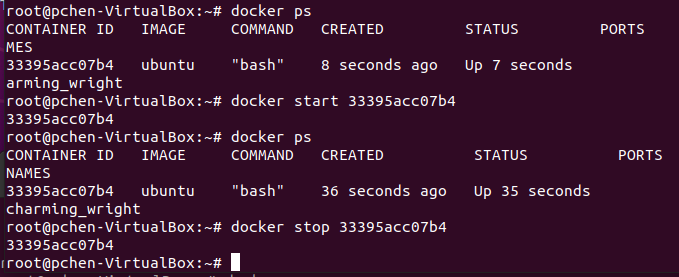 root@pchen-VirtualBox:~# docker ps
CONTAINER ID   IMAGE     COMMAND   CREATED         STATUS         PORTS
MES
33395acc07b4   ubuntu    "bash"    8 seconds ago   Up 7 seconds
arming_wright
root@pchen-VirtualBox:~# docker start 33395acc07b4
33395acc07b4
root@pchen-VirtualBox:~# docker ps
CONTAINER ID   IMAGE     COMMAND   CREATED          STATUS          PORTS
NAMES
33395acc07b4   ubuntu    "bash"    36 seconds ago   Up 35 seconds
charming_wright
root@pchen-VirtualBox:~# docker stop 33395acc07b4
33395acc07b4
root@pchen-VirtualBox:~#